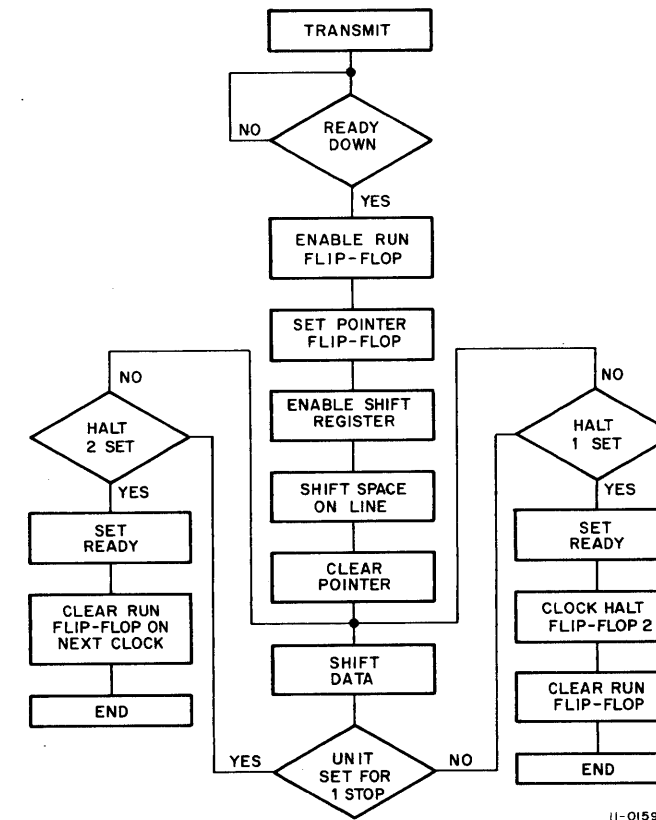 TRANSMIT
READY
DOWN
NO
YES
ENABLE RUN
FLIP-FLOP
SET POINTER
FLIP-FLOP
ENABLE SHIFT
REGISTER
SHIFT SPACE
ON LINE
CLEAR
POINTER
SHIFT
DATA
UNIT
SET FOR
1 STOP
YES
NO
NO
HALT
2 SET
YES
SET
READY
CLEAR RUN
FLIP-FLOP ON
NEXT CLOCK
END
NO
HALT
1 SET
YES
SET
READY
CLOCK HALT
FLIP-FLOP 2
CLEAR RUN
FLIP-FLOP
END
11-0159